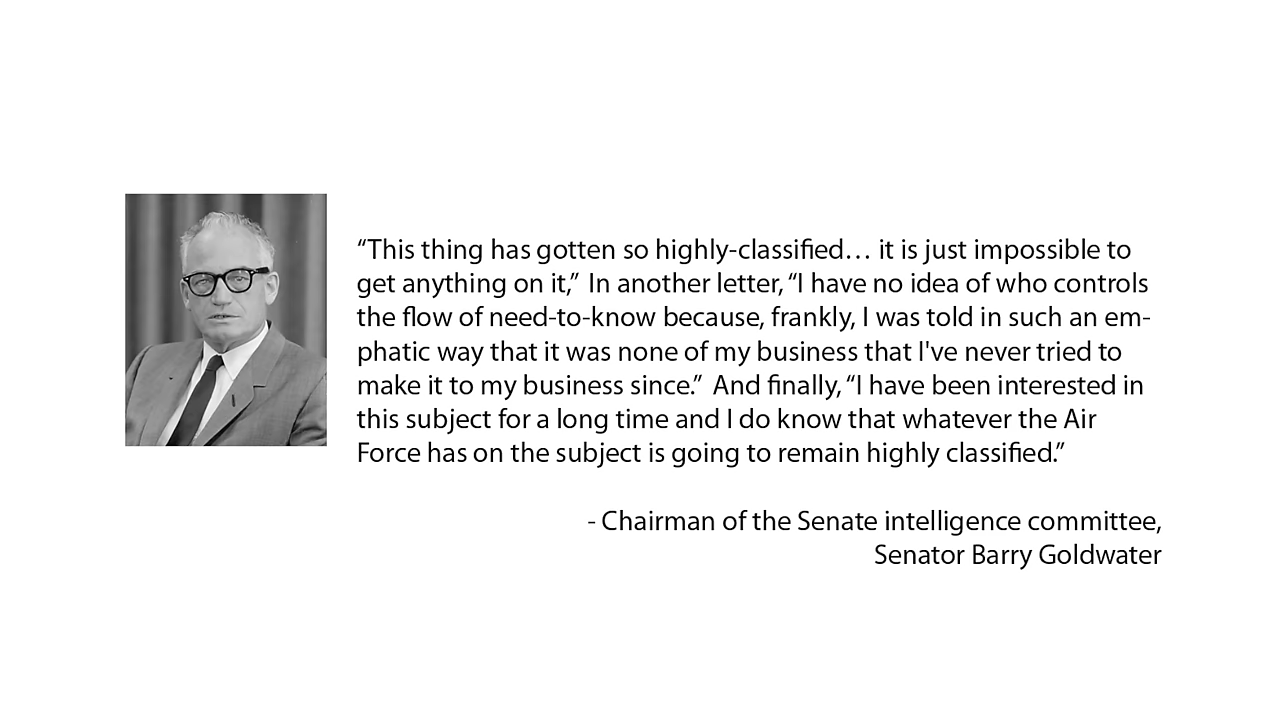 “This thing has gotten so highly-classified… it is just impossible to
get anything on it,” In another letter, “I have no idea of who controls
the flow of need-to-know because, frankly, I was told in such an em-
phatic way that it was none of my business that I've never tried to
make it to my business since.” And finally, “I have been interested in
this subject for a long time and I do know that whatever the Air
Force has on the subject is going to remain highly classified.”
- Chairman of the Senate intelligence committee,
Senator Barry Goldwater